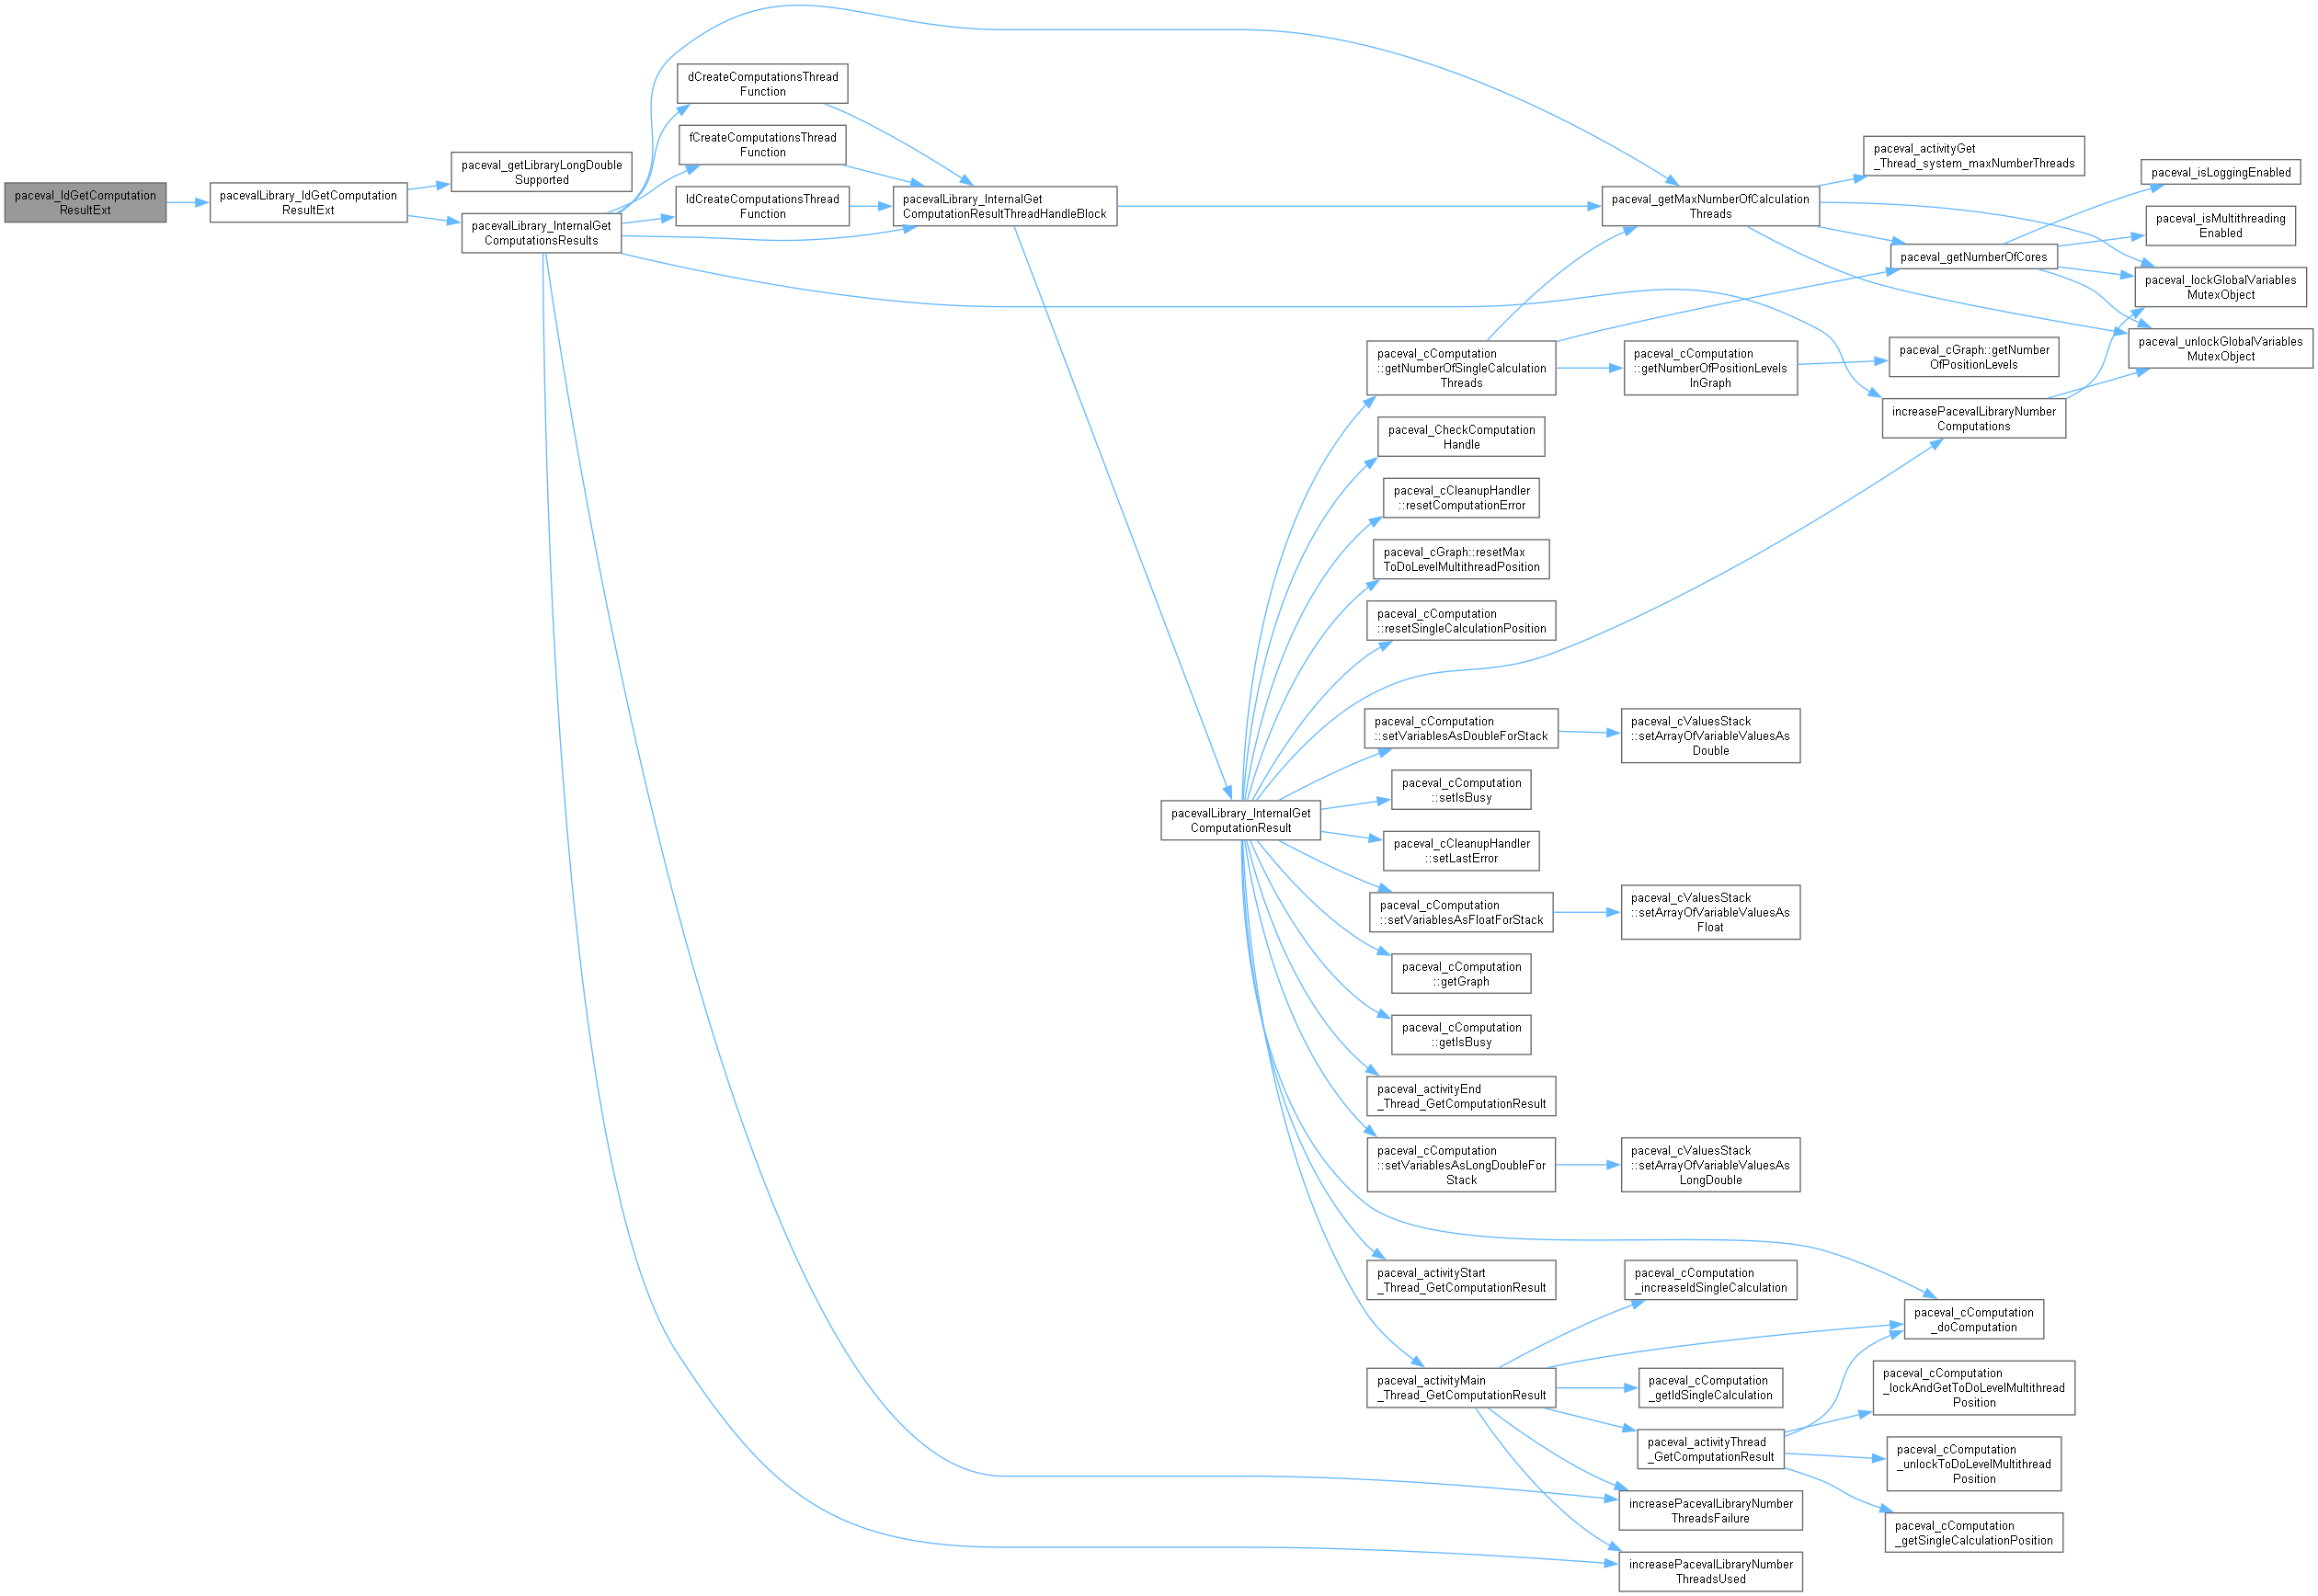 paceval_ldGetComputation
ResultExt
pacevalLibrary_ldGetComputation
ResultExt
paceval_getLibraryLongDouble
Supported
pacevalLibrary_InternalGet
ComputationsResults
dCreateComputationsThread
Function
fCreateComputationsThread
Function
ldCreateComputationsThread
Function
pacevalLibrary_InternalGet
ComputationResultThreadHandleBlock
pacevalLibrary_InternalGet
ComputationResult
paceval_cComputation
::getNumberOfSingleCalculation
Threads
paceval_CheckComputation
Handle
paceval_cCleanupHandler
::resetComputationError
paceval_cGraph::resetMax
ToDoLevelMultithreadPosition
paceval_cComputation
::resetSingleCalculationPosition
paceval_cComputation
::setVariablesAsDoubleForStack
paceval_cComputation
::setIsBusy
paceval_cCleanupHandler
::setLastError
paceval_cComputation
::setVariablesAsFloatForStack
paceval_cComputation
::getGraph
paceval_cComputation
::getIsBusy
paceval_activityEnd
_Thread_GetComputationResult
paceval_cComputation
::setVariablesAsLongDoubleFor
Stack
paceval_activityStart
_Thread_GetComputationResult
paceval_activityMain
_Thread_GetComputationResult
paceval_getMaxNumberOfCalculation
Threads
paceval_cComputation
::getNumberOfPositionLevels
InGraph
paceval_cValuesStack
::setArrayOfVariableValuesAs
Double
paceval_cValuesStack
::setArrayOfVariableValuesAs
Float
paceval_cValuesStack
::setArrayOfVariableValuesAs
LongDouble
paceval_cComputation
_increaseIdSingleCalculation
paceval_cComputation
_getIdSingleCalculation
paceval_activityThread
_GetComputationResult
increasePacevalLibraryNumber
ThreadsFailure
increasePacevalLibraryNumber
ThreadsUsed
paceval_activityGet
_Thread_system_maxNumberThreads
paceval_getNumberOfCores
paceval_cGraph::getNumber
OfPositionLevels
increasePacevalLibraryNumber
Computations
paceval_cComputation
_doComputation
paceval_cComputation
_lockAndGetToDoLevelMultithread
Position
paceval_cComputation
_unlockToDoLevelMultithread
Position
paceval_cComputation
_getSingleCalculationPosition
paceval_isLoggingEnabled
paceval_isMultithreading
Enabled
paceval_lockGlobalVariables
MutexObject
paceval_unlockGlobalVariables
MutexObject